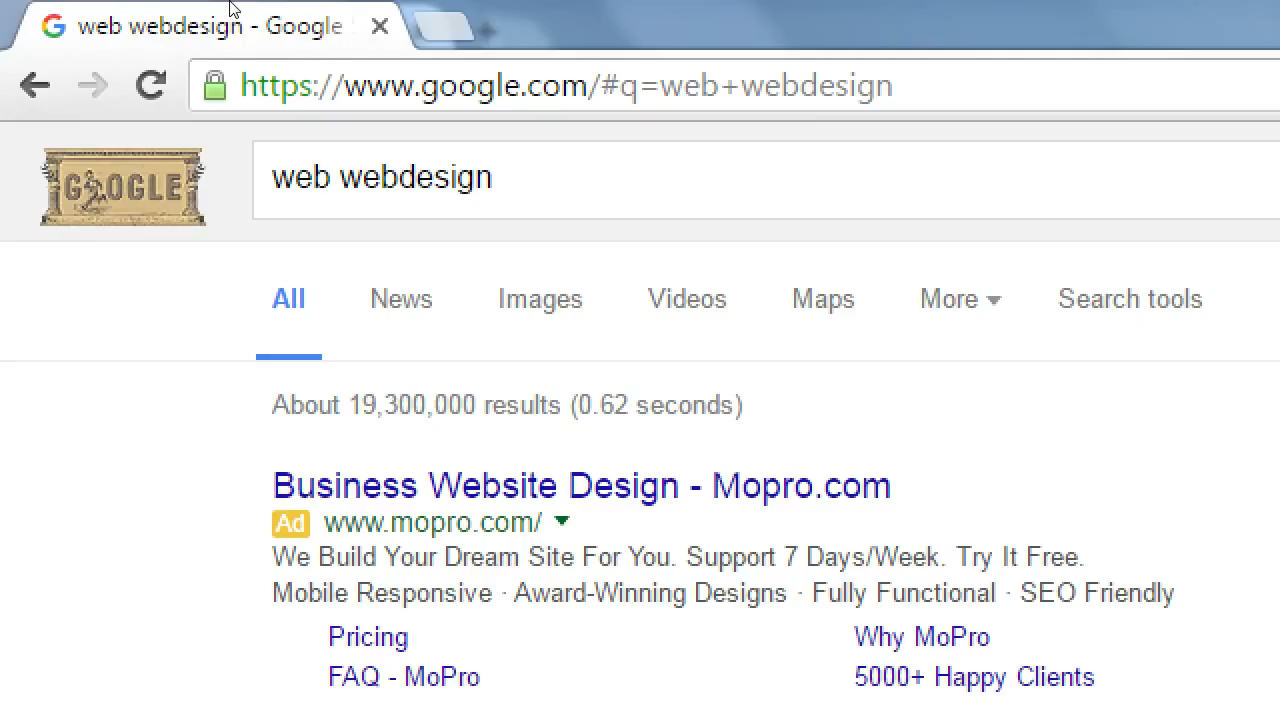 web webdesign - Google
https://www.google.com/#q=web+webdesign
GOOGLE
web webdesign
All News Images Videos Maps More Search tools
About 19,300,000 results (0.62 seconds)
Business Website Design - Mopro.com
Ad www.mopro.com/
We Build Your Dream Site For You. Support 7 Days/Week. Try It Free.
Mobile Responsive · Award-Winning Designs · Fully Functional · SEO Friendly
Pricing Why MoPro
FAQ - MoPro 5000+ Happy Clients